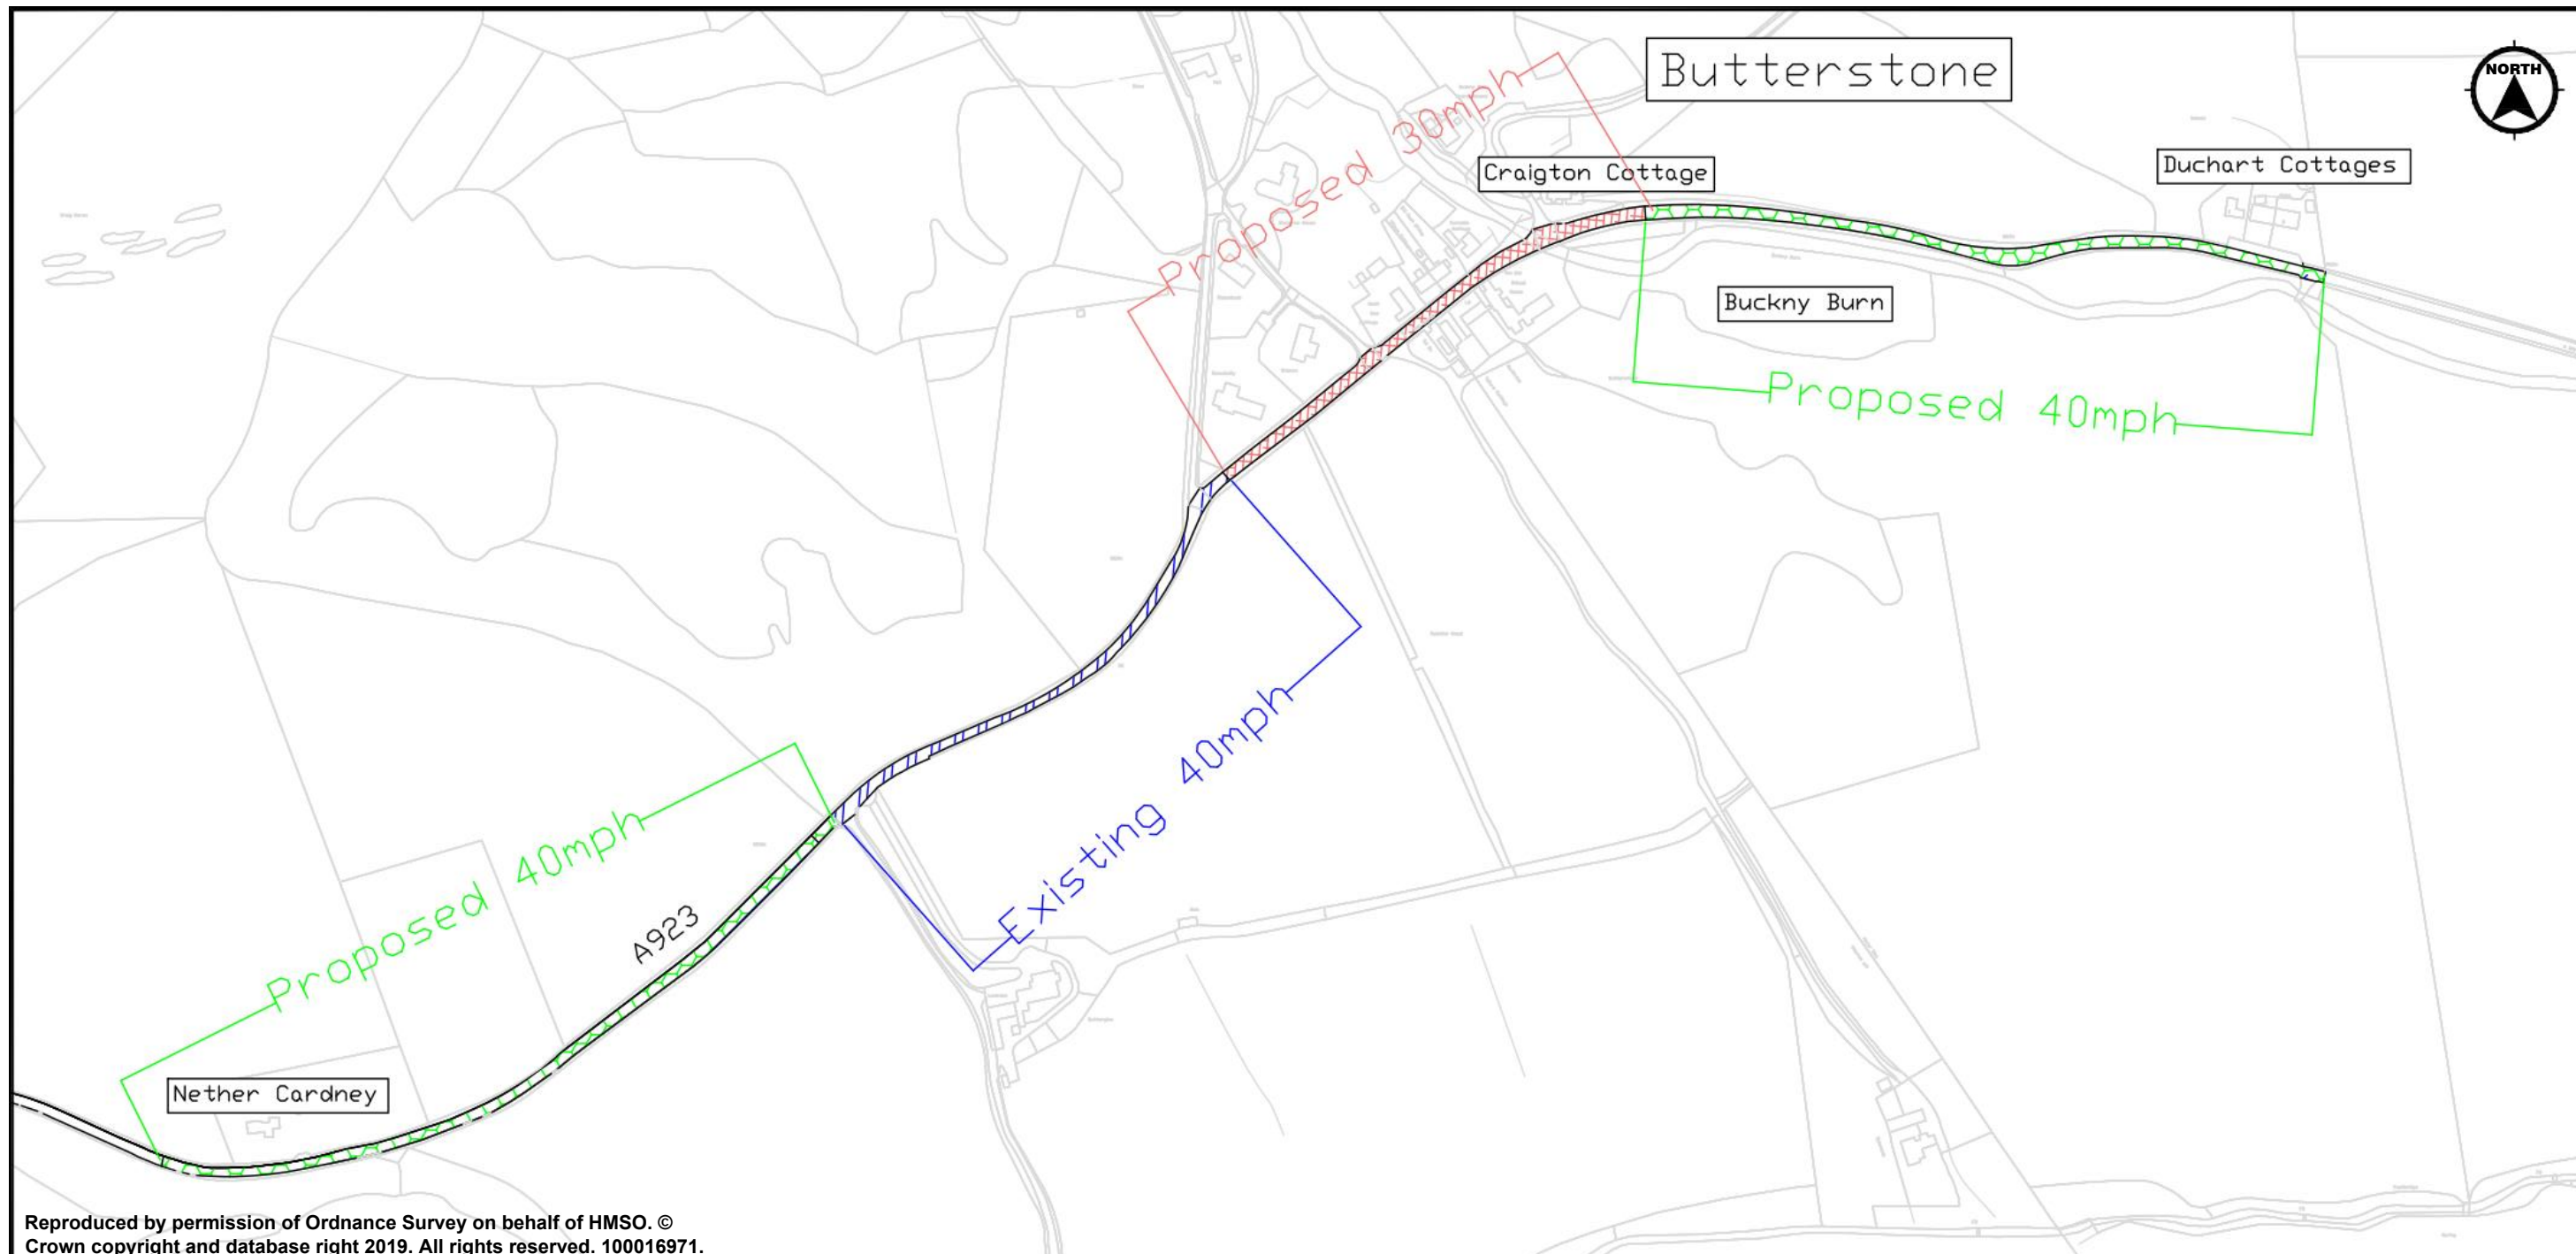 Butterstone
NORTH
Proposed 30mph
Craigton Cottage
Duchart Cottages
Buckny Burn
Proposed 40mph
Existing 40mph
Proposed 40mph
A923
Nether Cardney
Reproduced by permission of Ordnance Survey on behalf of HMSO. ©
Crown copyright and database right 2019. All rights reserved. 100016971.